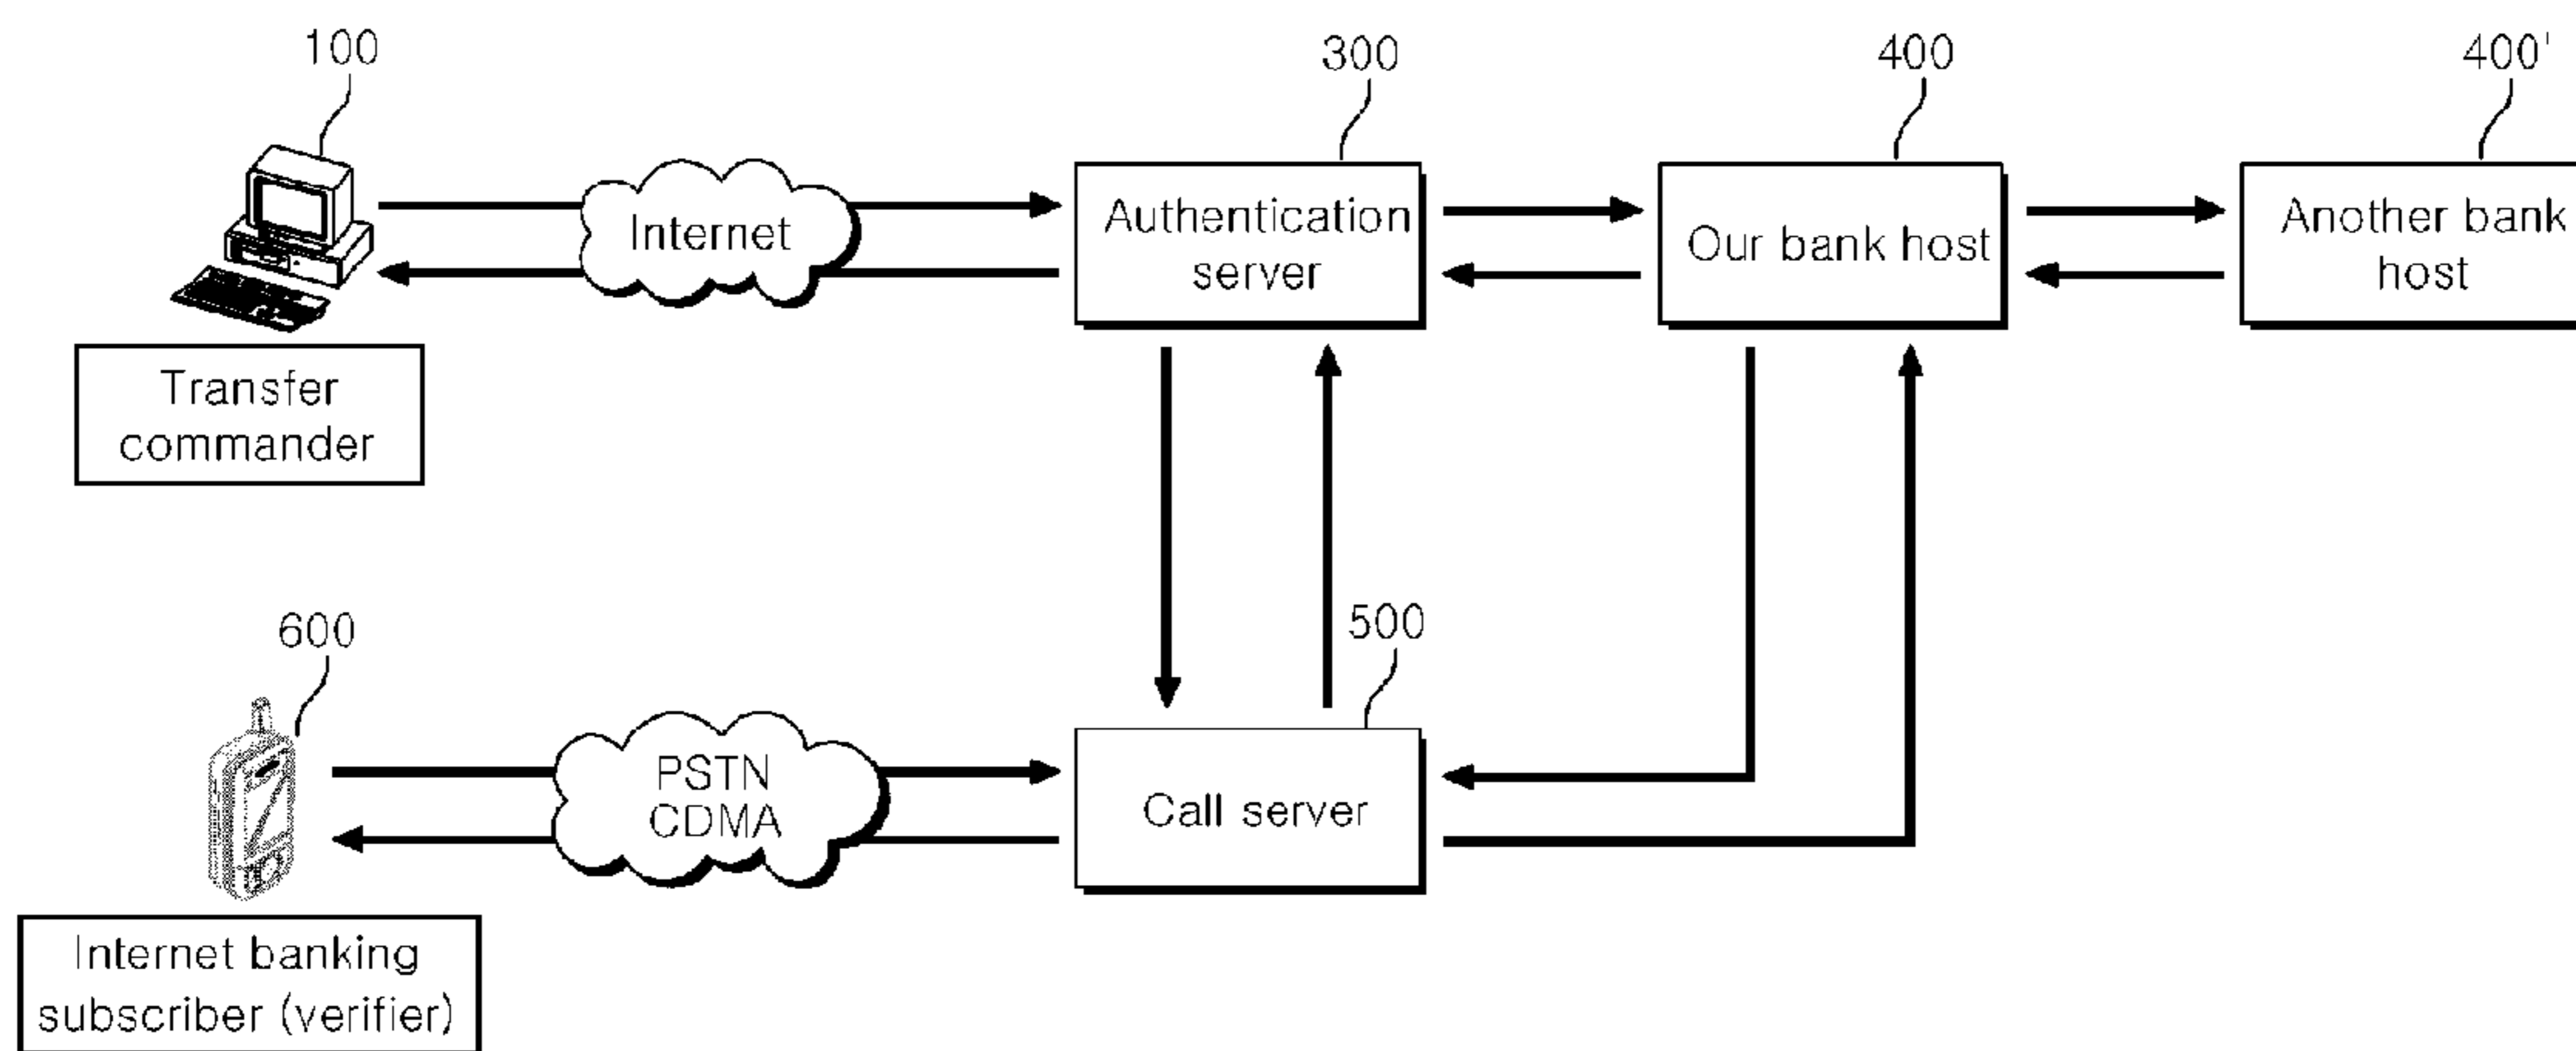 100
300
400
400'
Internet
Authentication
server
Our bank host
Another bank
host
Transfer
commander
600
500
PSTN
CDMA
Call server
Internet banking
subscriber (verifier)